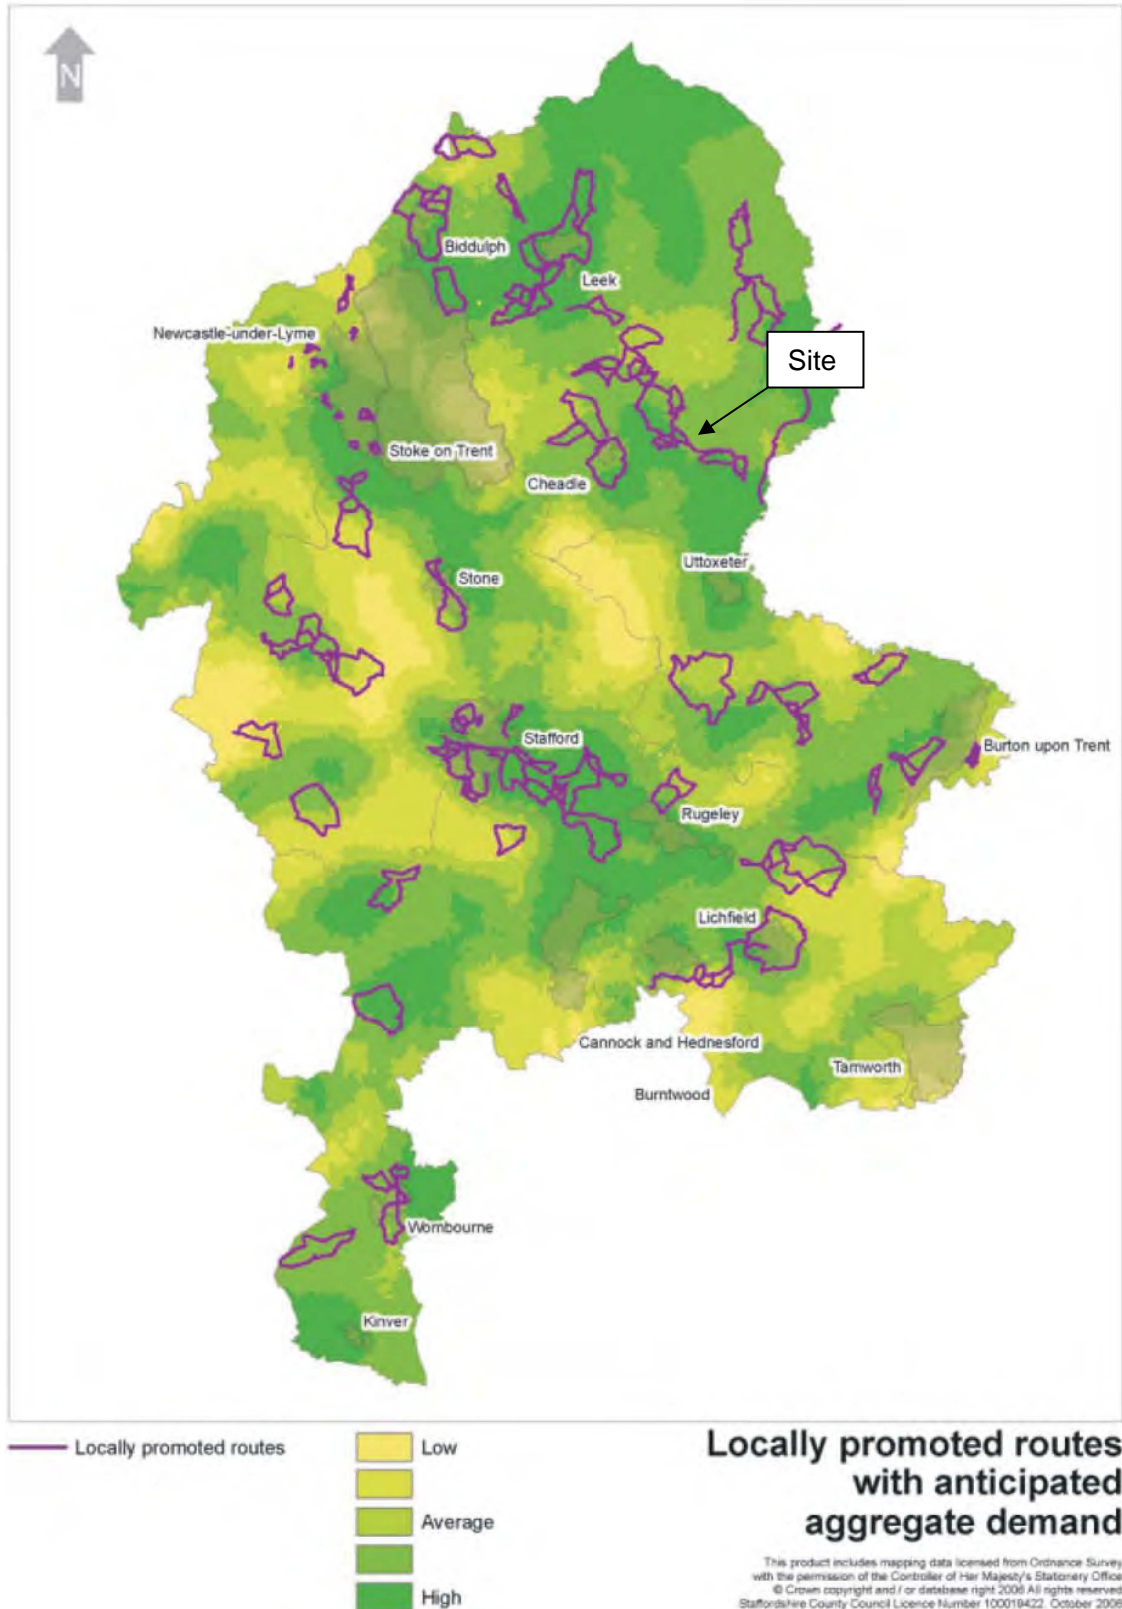 N
Biddulph
Leek
Newcastle-under-Lyme
Site
Stoke on Trent
Cheadle
Uttoxeter
Stone
Stafford
Burton upon Trent
Rugeley
Lichfield
Cannock and Hednesford
Tamworth
Burntwood
Wombourne
Kinver
Locally promoted routes
Low
Average
High
Locally promoted routes
with anticipated
aggregate demand
This product includes mapping data licensed from Ordnance Survey
with the permission of the Controller of Her Majesty's Stationery Office
© Crown copyright and / or database right 2006 All rights reserved
Staffordshire County Council Licence Number 100019422. October 2006